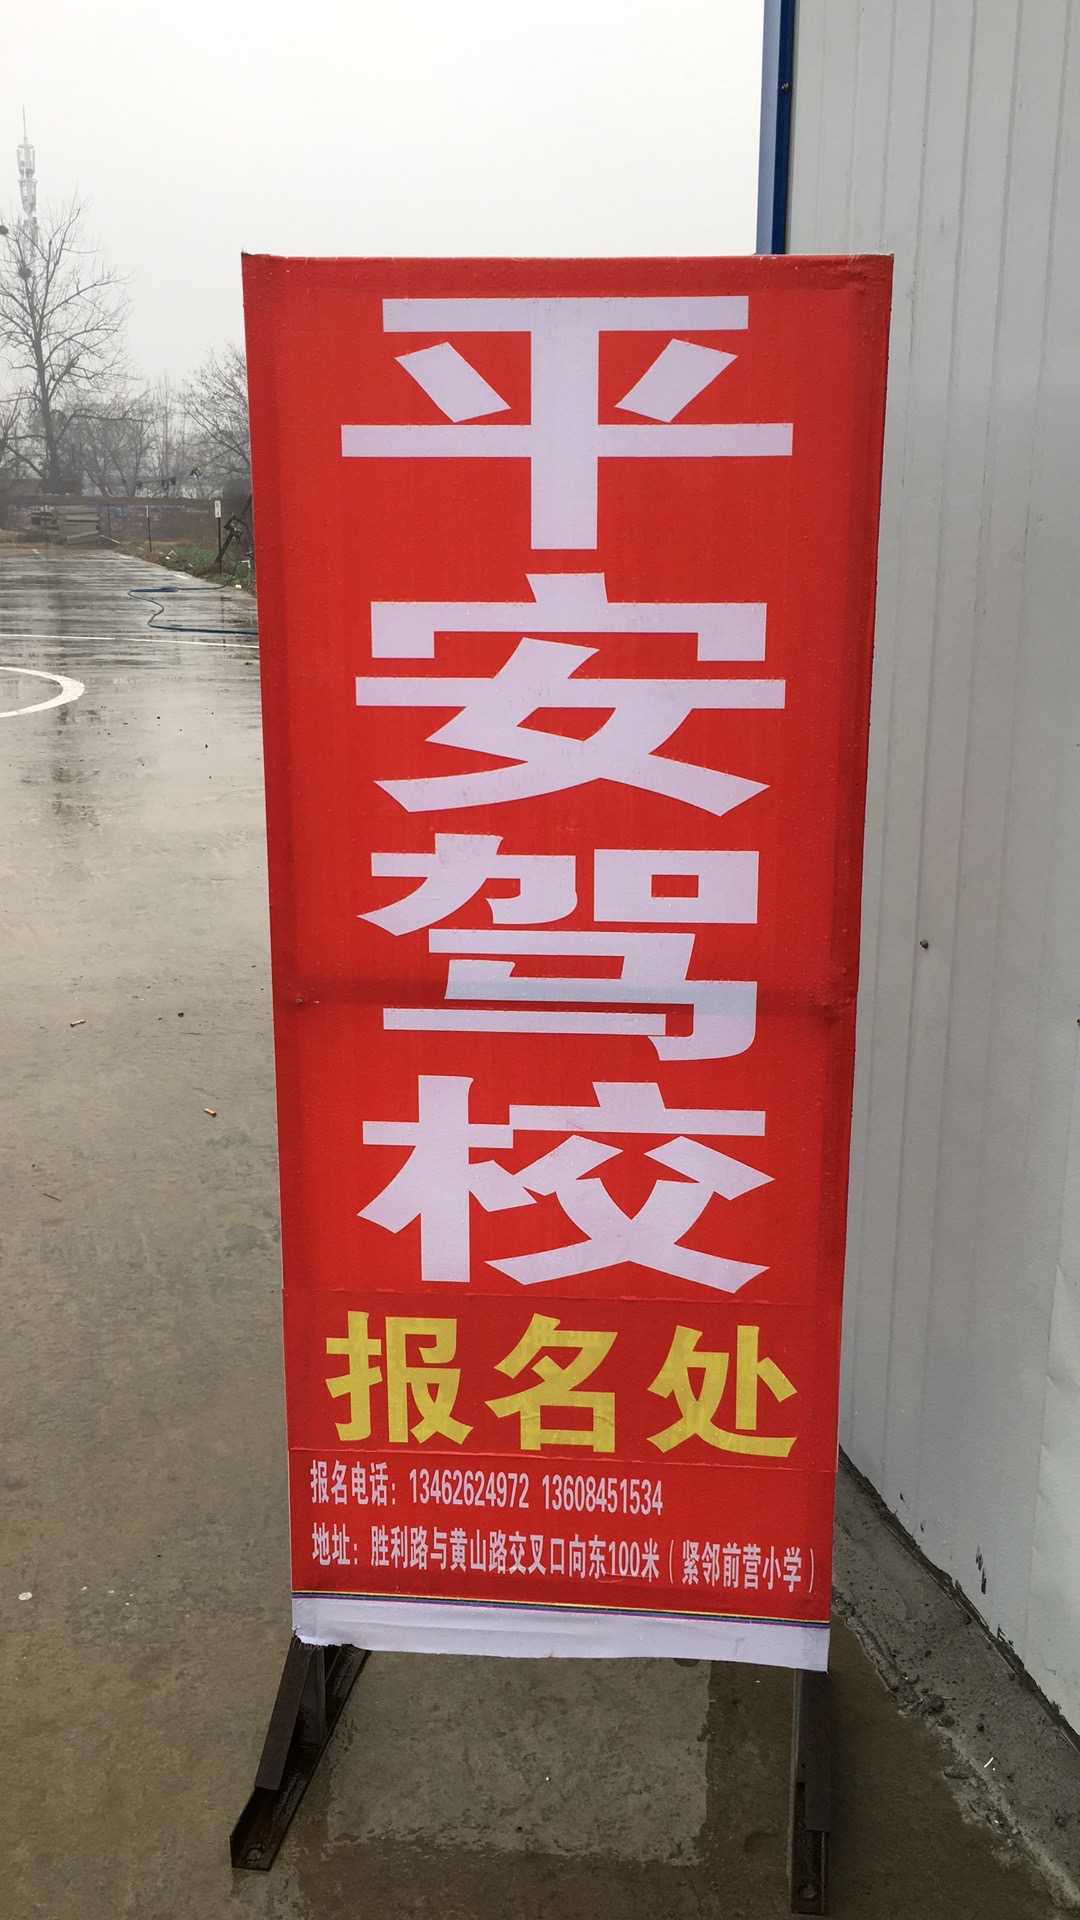 平安驾校
报名处
报名电话：13462624972 13608451534
地址：胜利路与黄山路交叉口向东100米（紧邻前营小学）